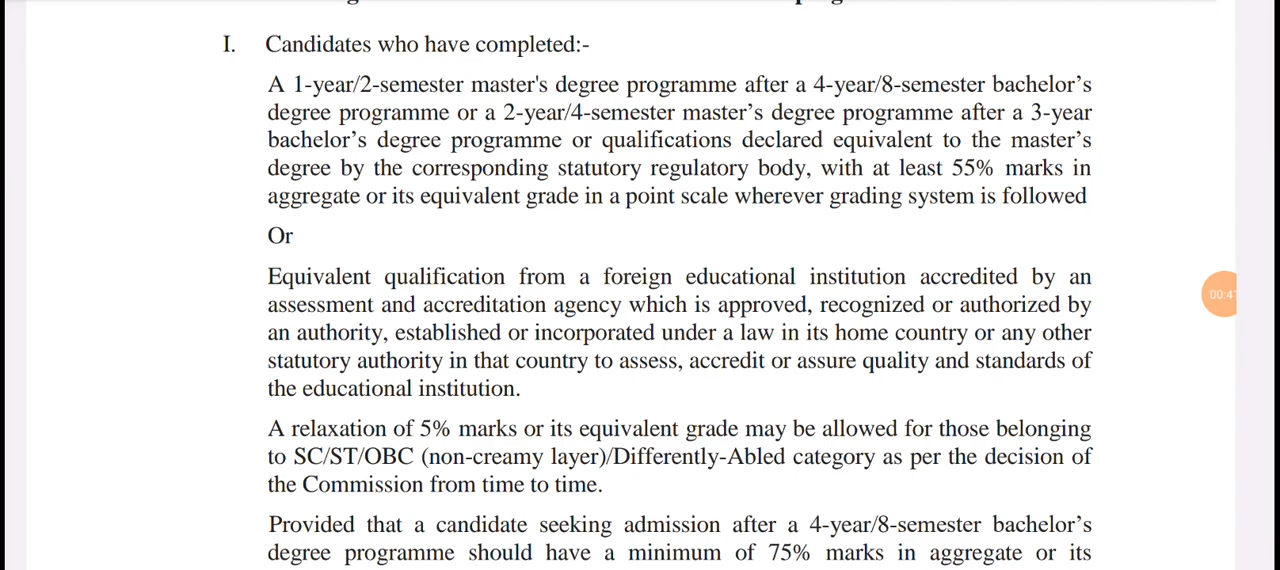 I. Candidates who have completed:-
A 1-year/2-semester master's degree programme after a 4-year/8-semester bachelor’s
degree programme or a 2-year/4-semester master’s degree programme after a 3-year
bachelor’s degree programme or qualifications declared equivalent to the master’s
degree by the corresponding statutory regulatory body, with at least 55% marks in
aggregate or its equivalent grade in a point scale wherever grading system is followed
Or
Equivalent qualification from a foreign educational institution accredited by an
assessment and accreditation agency which is approved, recognized or authorized by
an authority, established or incorporated under a law in its home country or any other
statutory authority in that country to assess, accredit or assure quality and standards of
the educational institution.
A relaxation of 5% marks or its equivalent grade may be allowed for those belonging
to SC/ST/OBC (non-creamy layer)/Differently-Abled category as per the decision of
the Commission from time to time.
Provided that a candidate seeking admission after a 4-year/8-semester bachelor’s
degree programme should have a minimum of 75% marks in aggregate or its